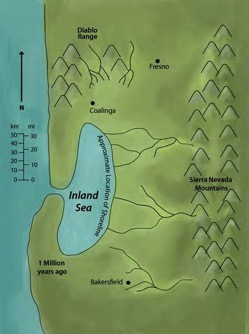 Diablo
Range
Fresno
N
Coalinga
km mi
50
40 30
30 20
20
10 10
0 0
Approximate Location of Shoreline
Inland
Sea
Sierra Nevada
Mountains
1 Million
years ago
Bakersfield